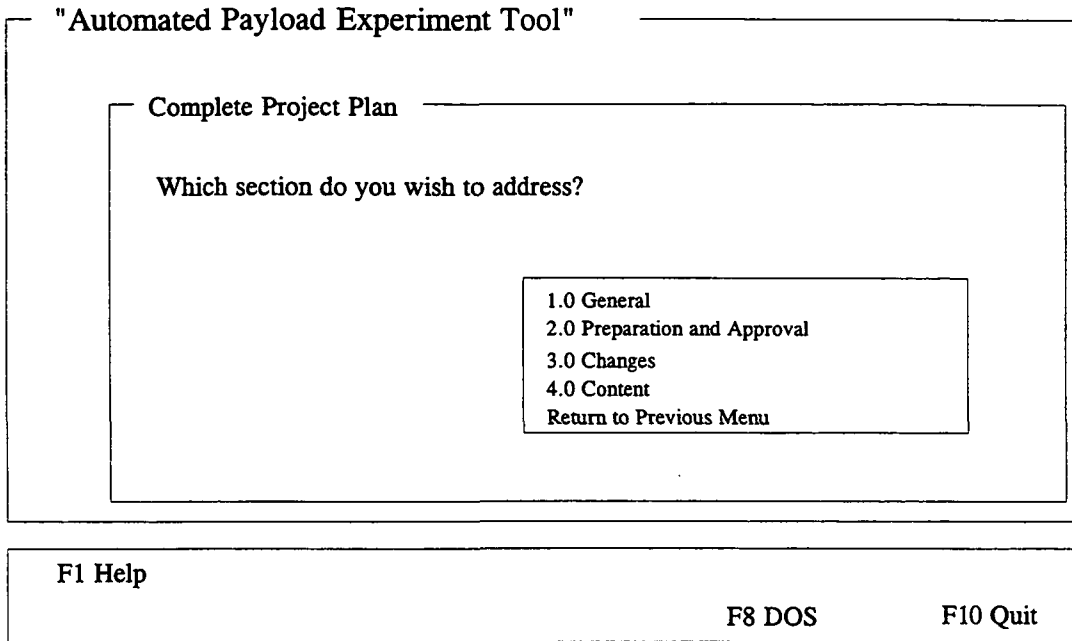 "Automated Payload Experiment Tool"
Complete Project Plan
Which section do you wish to address?
1.0 General
2.0 Preparation and Approval
3.0 Changes
4.0 Content
Return to Previous Menu
F1 Help
F8 DOS F10 Quit